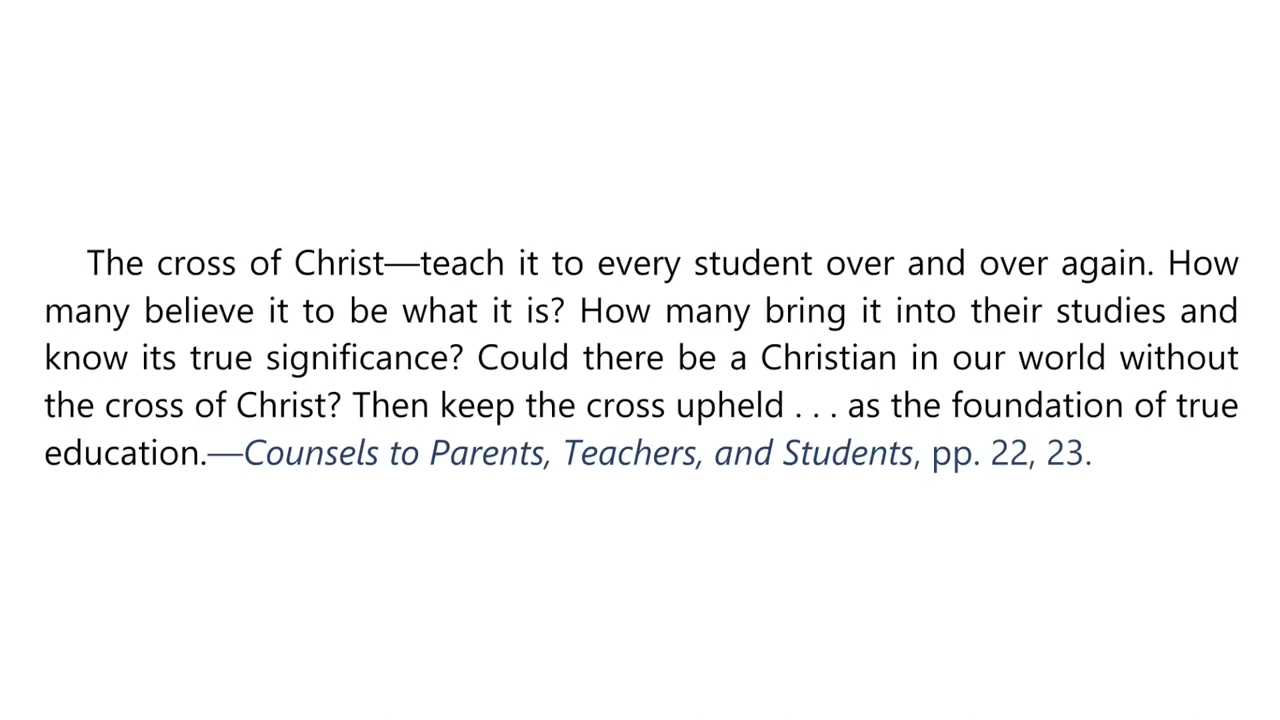 The cross of Christ—teach it to every student over and over again. How
many believe it to be what it is? How many bring it into their studies and
know its true significance? Could there be a Christian in our world without
the cross of Christ? Then keep the cross upheld . . . as the foundation of true
education.—Counsels to Parents, Teachers, and Students, pp. 22, 23.